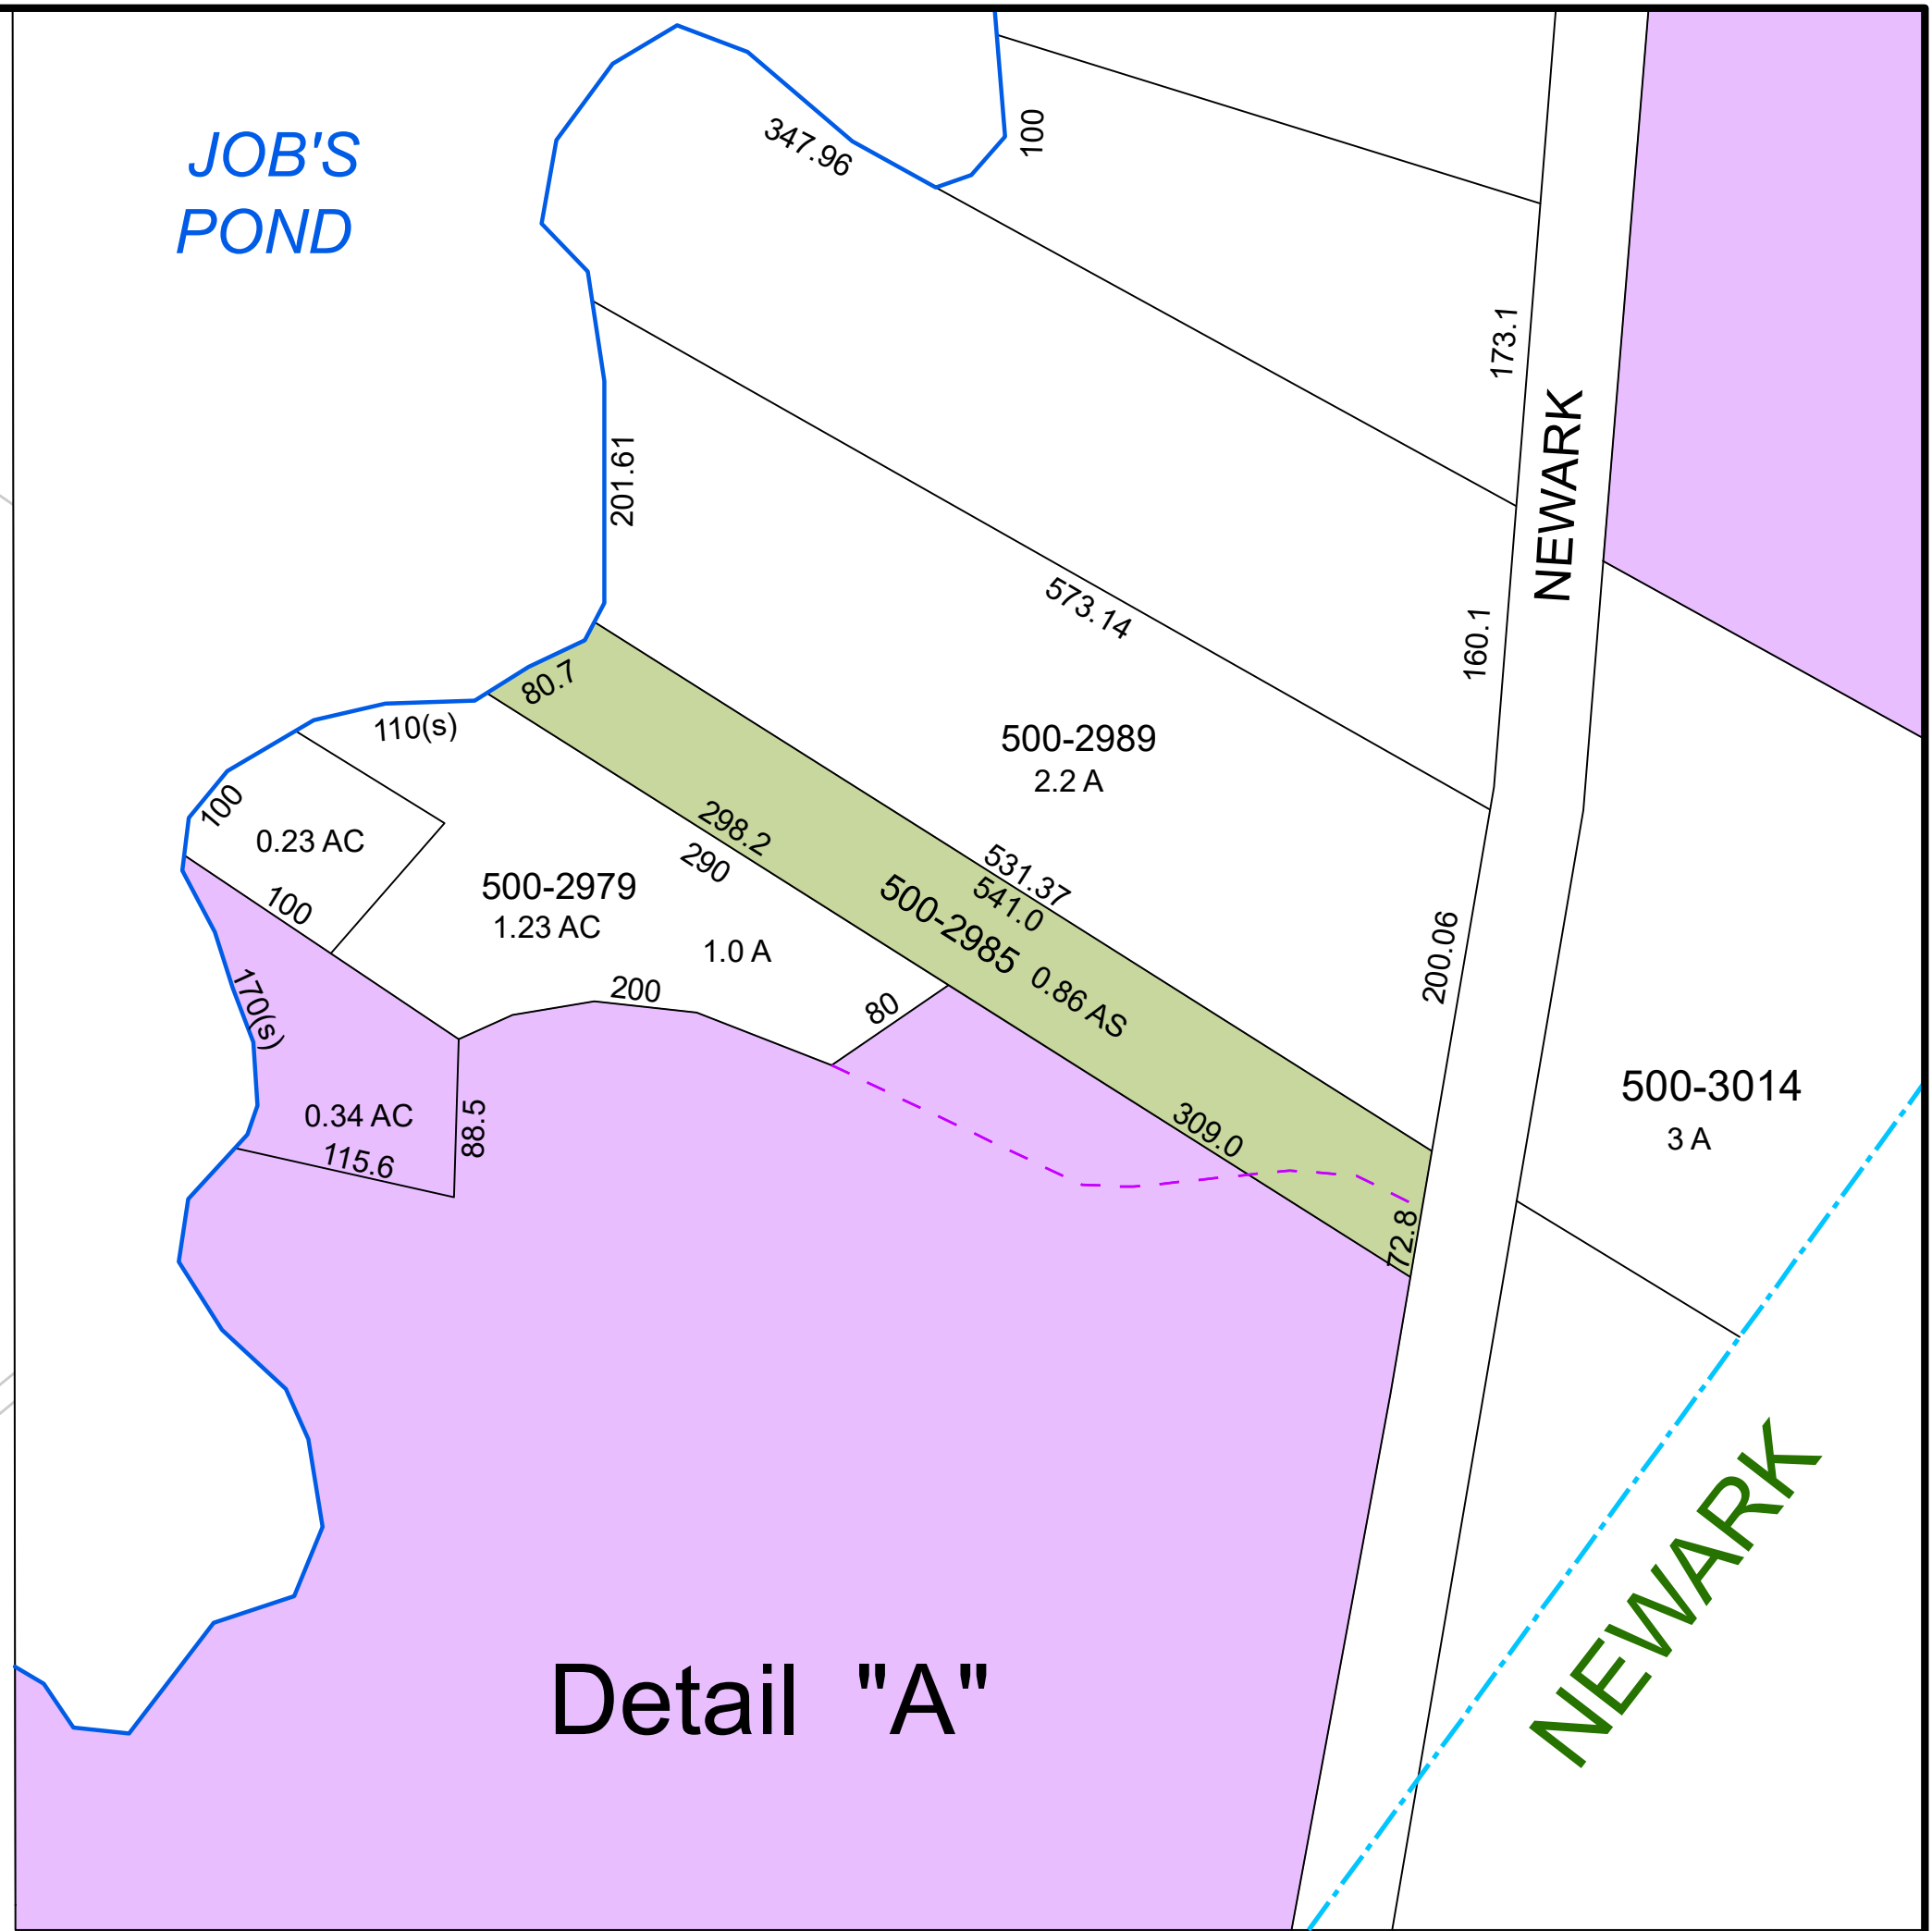 JOB'S
POND
347.96
100
173.1
NEWARK
201.61
573.14
160.1
80.7
110(s)
500-2989
2.2 A
100
0.23 AC
298.2
290
531.37
541.0
500-2979
1.23 AC
1.0 A
100
500-2985 0.86 AS
200.06
170(s)
200
80
500-3014
3 A
0.34 AC
88.5
115.6
309.0
72.8
NEWARK
Detail "A"